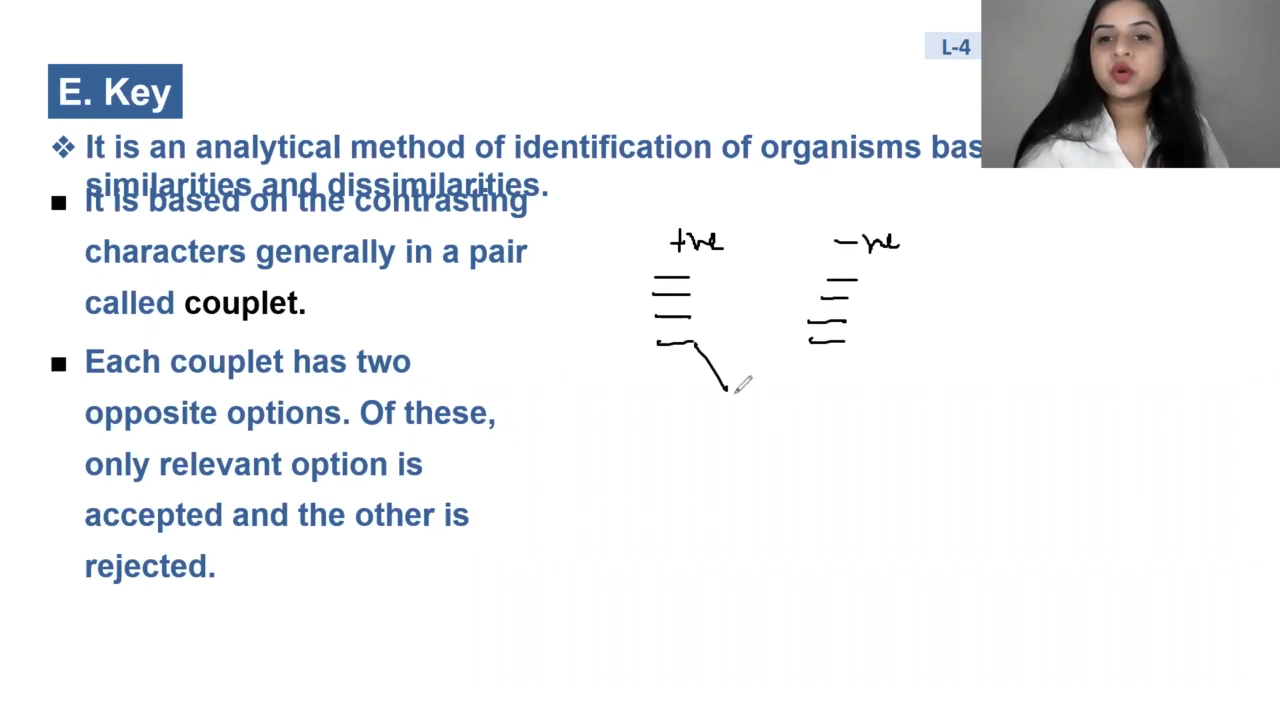 L-4
E. Key
❖ It is an analytical method of identification of organisms bas
similarities and dissimilarities.
■ It is based on the contrasting
characters generally in a pair
called couplet.
■ Each couplet has two
opposite options. Of these,
only relevant option is
accepted and the other is
rejected.
+ve -ve